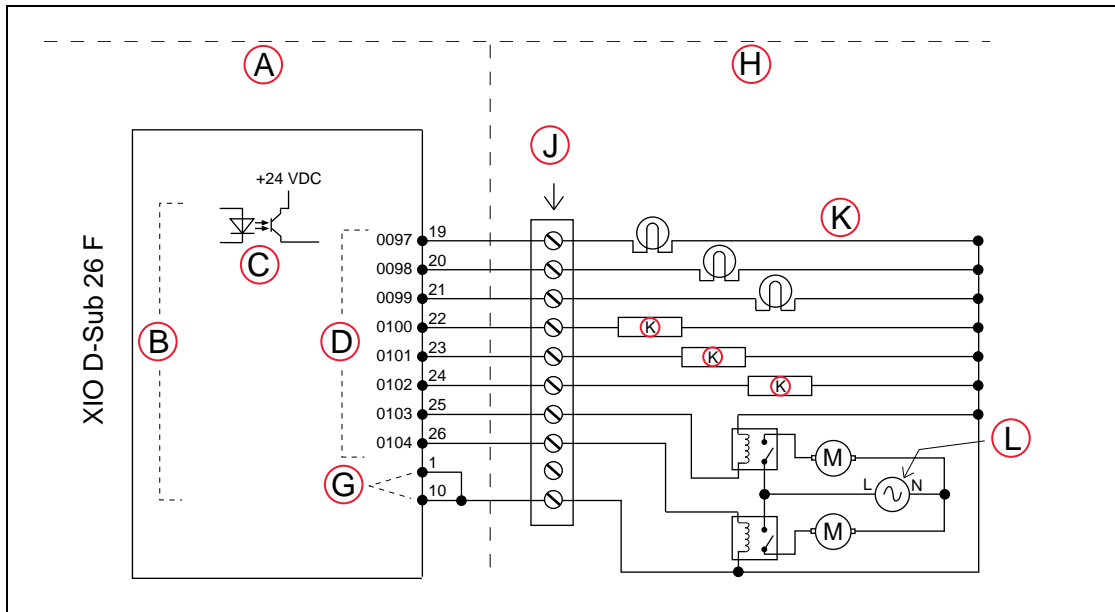 A
H
J
+24 VDC
K
C
XIO D-Sub 26 F
B
D
0097 19
0098 20
0099 21
0100 22
K
0101 23
K
0102 24
K
0103 25
0104 26
M
L
L N
G
1
10
M